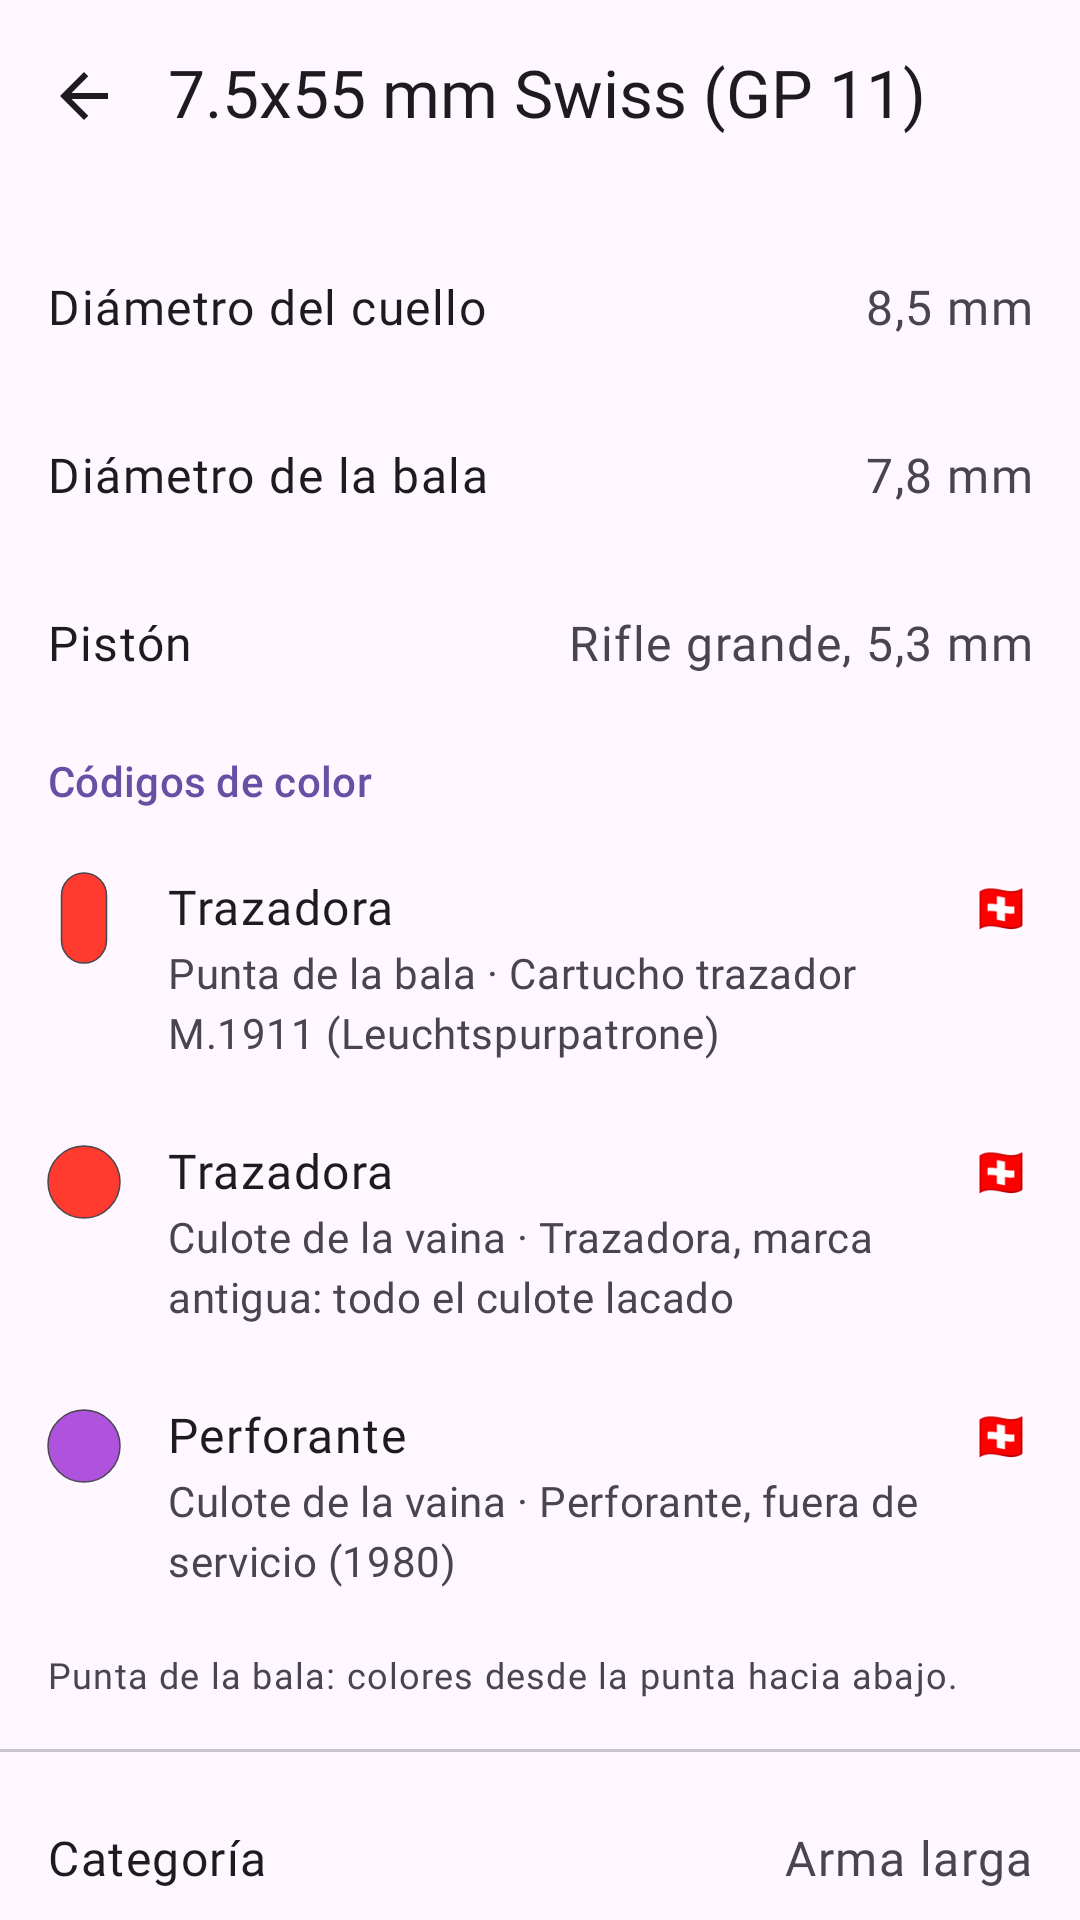 7.5x55 mm Swiss (GP 11)
Diámetro del cuello 8,5 mm
Diámetro de la bala 7,8 mm
Pistón Rifle grande, 5,3 mm
Códigos de color
Trazadora
Punta de la bala · Cartucho trazador
M.1911 (Leuchtspurpatrone)
Trazadora
Culote de la vaina · Trazadora, marca
antigua: todo el culote lacado
Perforante
Culote de la vaina · Perforante, fuera de
servicio (1980)
Punta de la bala: colores desde la punta hacia abajo.
Categoría Arma larga